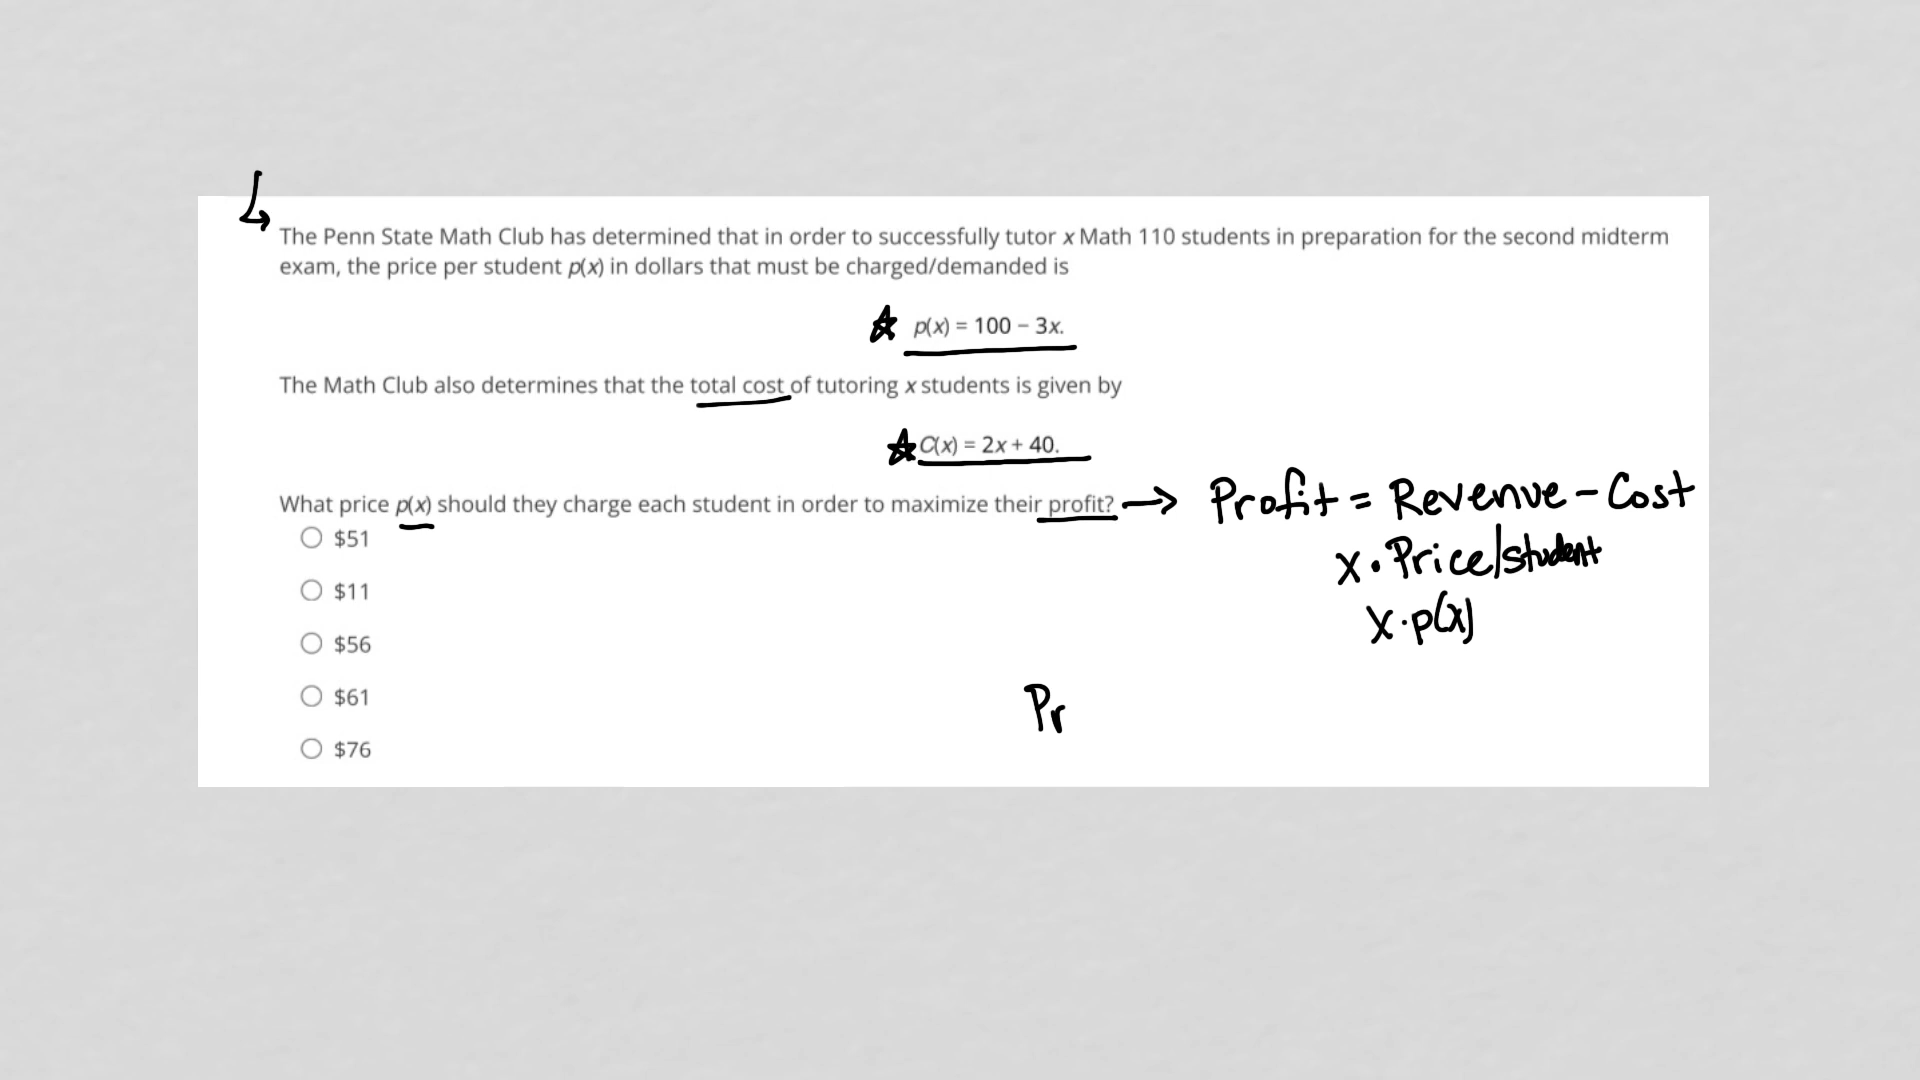 The Penn State Math Club has determined that in order to successfully tutor x Math 110 students in preparation for the second midterm
exam, the price per student p(x) in dollars that must be charged/demanded is
p(x) = 100 − 3x.
The Math Club also determines that the total cost of tutoring x students is given by
C(x) = 2x + 40.
What price p(x) should they charge each student in order to maximize their profit? → Profit = Revenue - Cost
x · Price/student
x · p(x)
$51
$11
$56
$61
$76
Pr